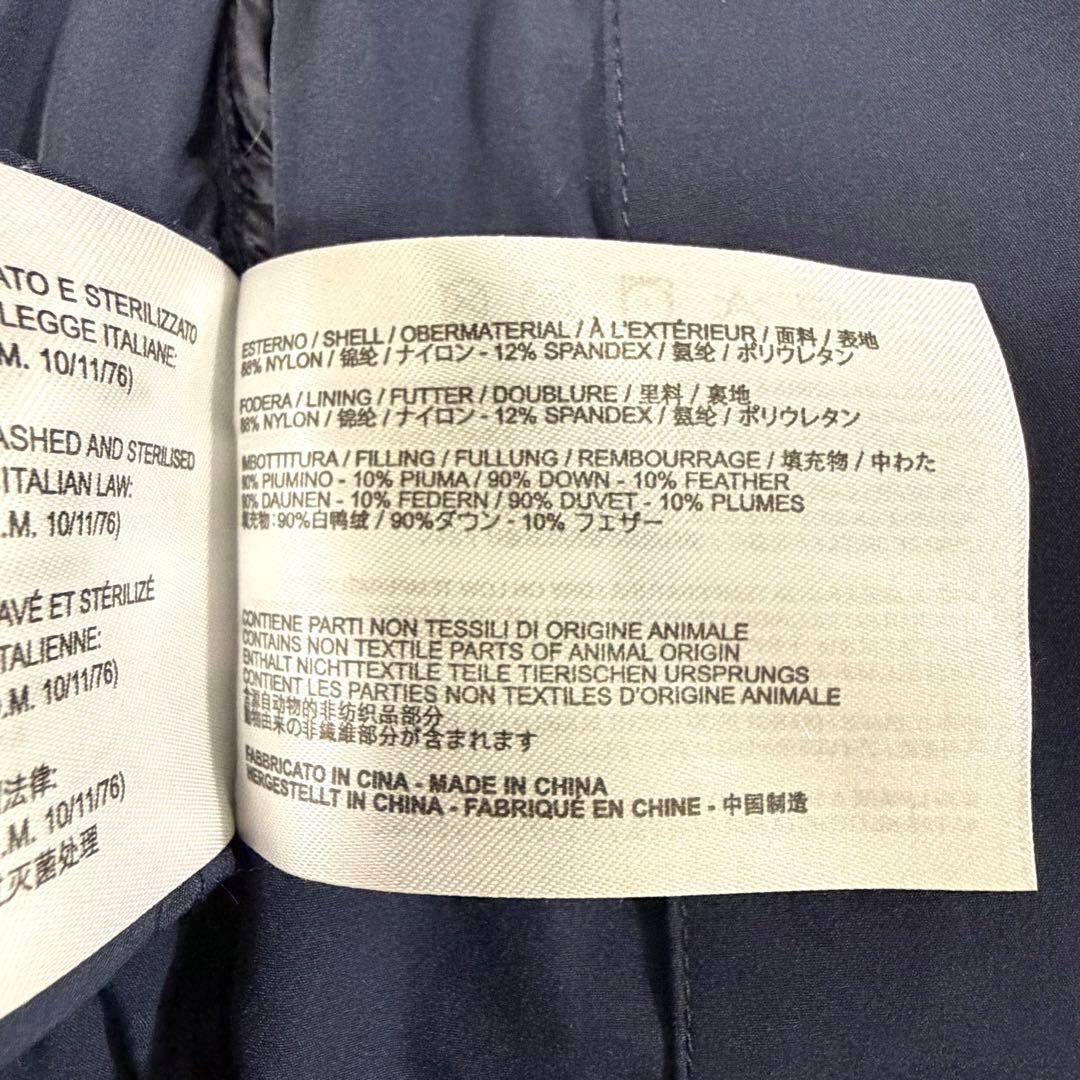 ATO E STERILIZZATO
LEGGE ITALIANE:
M. 10/11/76)
ASHED AND STERILISED
ITALIAN LAW:
.M. 10/11/76)
AVÉ ET STÉRILIZÉ
TALIENNE:
.M. 10/11/76)
法律:
.M. 10/11/76)
灭菌处理
ESTERNO / SHELL / OBERMATERIAL / À L'EXTÉRIEUR / 面料 / 表地
88% NYLON / 锦纶 / ナイロン - 12% SPANDEX / 氨纶 / ポリウレタン
FODERA / LINING / FUTTER / DOUBLURE / 里料 / 裏地
88% NYLON / 锦纶 / ナイロン - 12% SPANDEX / 氨纶 / ポリウレタン
IMBOTTITURA / FILLING / FULLUNG / REMBOURRAGE / 填充物 / 中わた
90% PIUMINO - 10% PIUMA / 90% DOWN - 10% FEATHER
90% DAUNEN - 10% FEDERN / 90% DUVET - 10% PLUMES
填充物: 90%白鸭绒 / 90%ダウン - 10% フェザー
CONTIENE PARTI NON TESSILI DI ORIGINE ANIMALE
CONTAINS NON TEXTILE PARTS OF ANIMAL ORIGIN
ENTHALT NICHTTEXTILE TEILE TIERISCHEN URSPRUNGS
CONTIENT LES PARTIES NON TEXTILES D'ORIGINE ANIMALE
含源自动物的非纺织品部分
動物由来の非繊維部分が含まれます
FABBRICATO IN CINA - MADE IN CHINA
HERGESTELLT IN CHINA - FABRIQUÉ EN CHINE - 中国制造